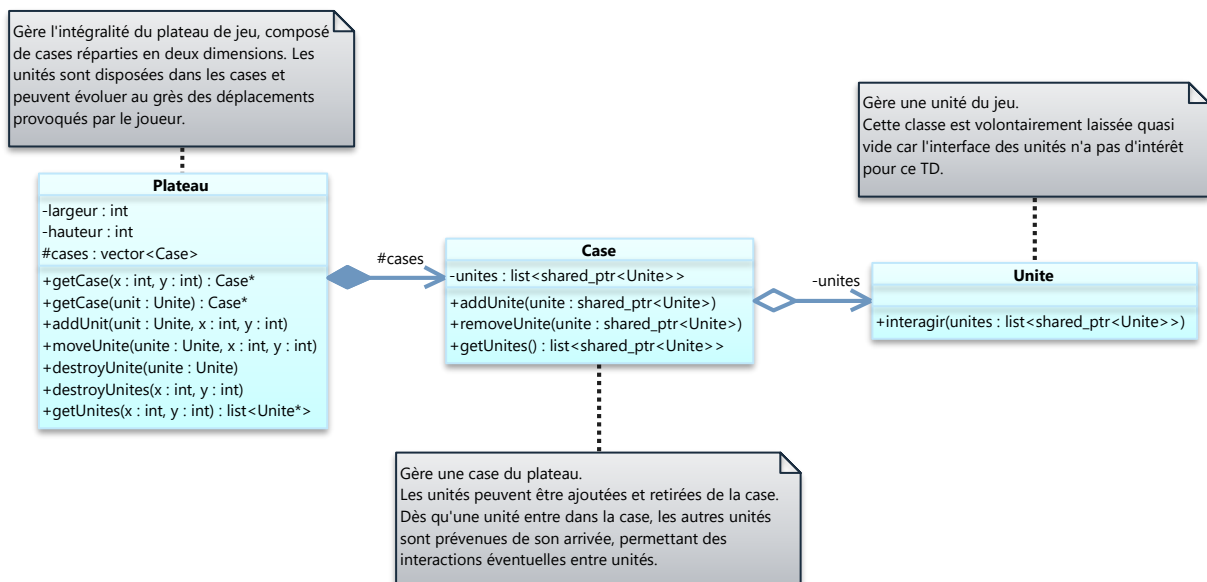 Gère l'intégralité du plateau de jeu, composé
de cases réparties en deux dimensions. Les
unités sont disposées dans les cases et
peuvent évoluer au grès des déplacements
provoqués par le joueur.
Plateau
-largeur : int
-hauteur : int
#cases : vector<Case>
+getCase(x : int, y : int) : Case*
+getCase(unit : Unite) : Case*
+addUnit(unit : Unite, x : int, y : int)
+moveUnite(unite : Unite, x : int, y : int)
+destroyUnite(unite : Unite)
+destroyUnites(x : int, y : int)
+getUnites(x : int, y : int) : list<Unite*>
#cases
Case
-unites : list<shared_ptr<Unite>>
+addUnite(unite : shared_ptr<Unite>)
+removeUnite(unite : shared_ptr<Unite>)
+getUnites() : list<shared_ptr<Unite>>
Gère une case du plateau.
Les unités peuvent être ajoutées et retirées de la case.
Dès qu'une unité entre dans la case, les autres unités
sont prévenues de son arrivée, permettant des
interactions éventuelles entre unités.
-unites
Gère une unité du jeu.
Cette classe est volontairement laissée quasi
vide car l'interface des unités n'a pas d'intérêt
pour ce TD.
Unite
+interagir(unites : list<shared_ptr<Unite>>)